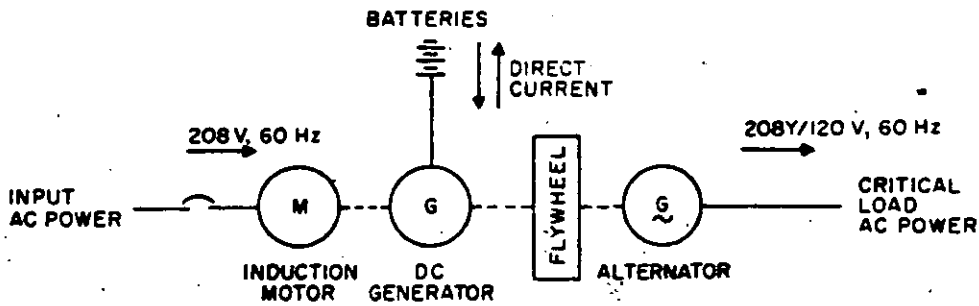 BATTERIES
DIRECT
CURRENT
208V, 60 Hz
208Y/120 V, 60 Hz
INPUT
AC POWER
M
G
FLYWHEEL
G
CRITICAL
LOAD
AC POWER
INDUCTION
MOTOR
DC
GENERATOR
ALTERNATOR